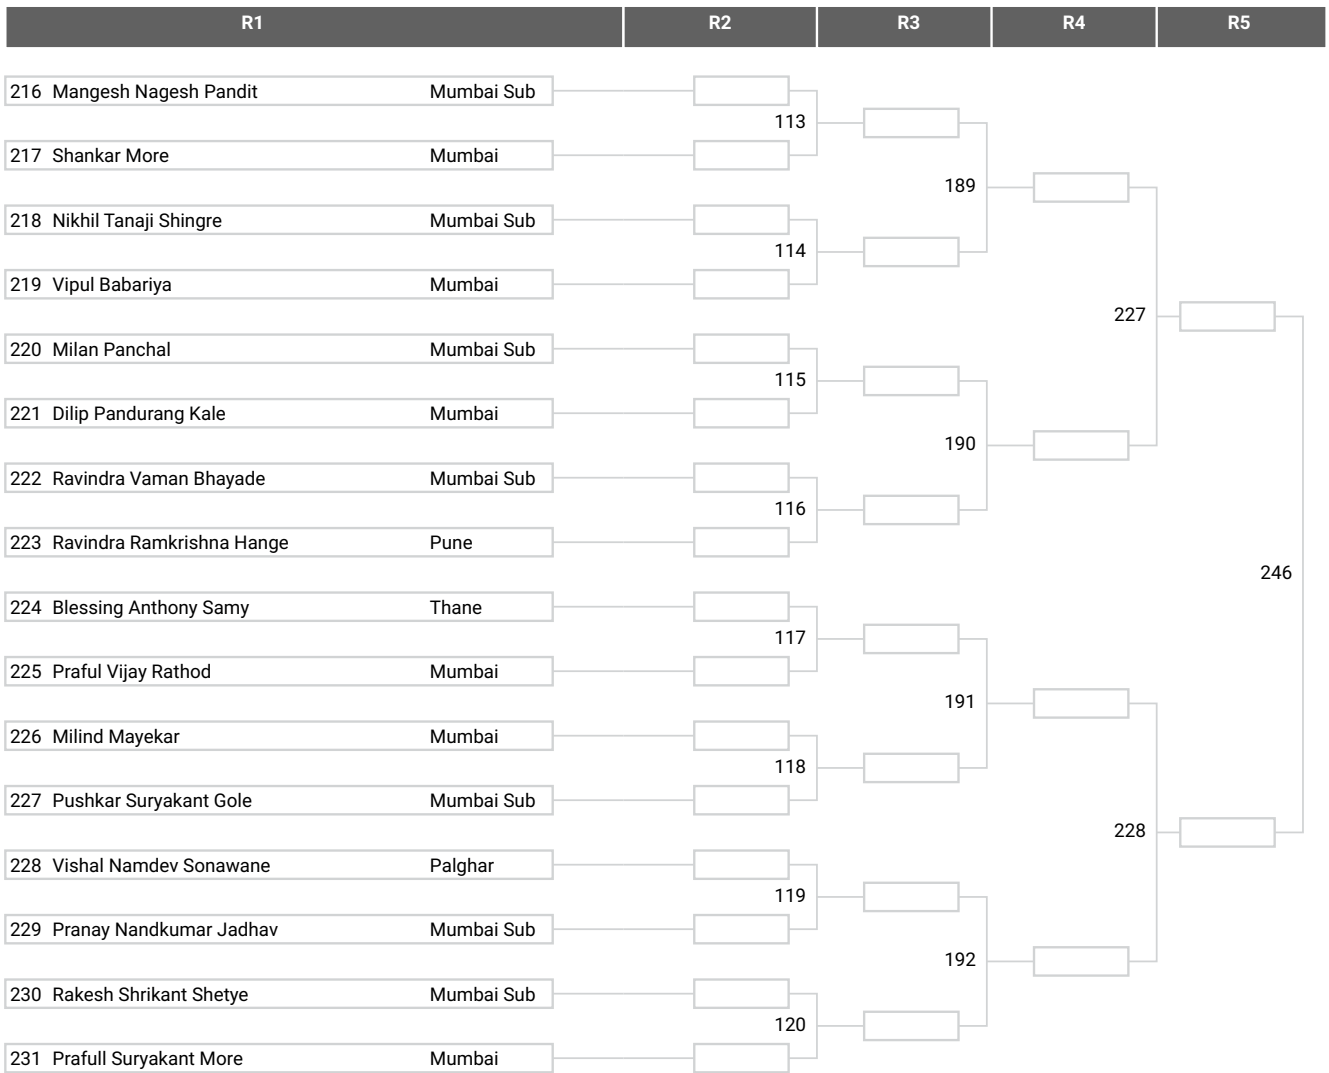 R1 R2 R3 R4 R5
216 Mangesh Nagesh Pandit Mumbai Sub
113
217 Shankar More Mumbai
189
218 Nikhil Tanaji Shingre Mumbai Sub
114
219 Vipul Babariya Mumbai
227
220 Milan Panchal Mumbai Sub
115
221 Dilip Pandurang Kale Mumbai
190
222 Ravindra Vaman Bhayade Mumbai Sub
116
223 Ravindra Ramkrishna Hange Pune
246
224 Blessing Anthony Samy Thane
117
225 Praful Vijay Rathod Mumbai
191
226 Milind Mayekar Mumbai
118
227 Pushkar Suryakant Gole Mumbai Sub
228
228 Vishal Namdev Sonawane Palghar
119
229 Pranay Nandkumar Jadhav Mumbai Sub
192
230 Rakesh Shrikant Shetye Mumbai Sub
120
231 Prafull Suryakant More Mumbai